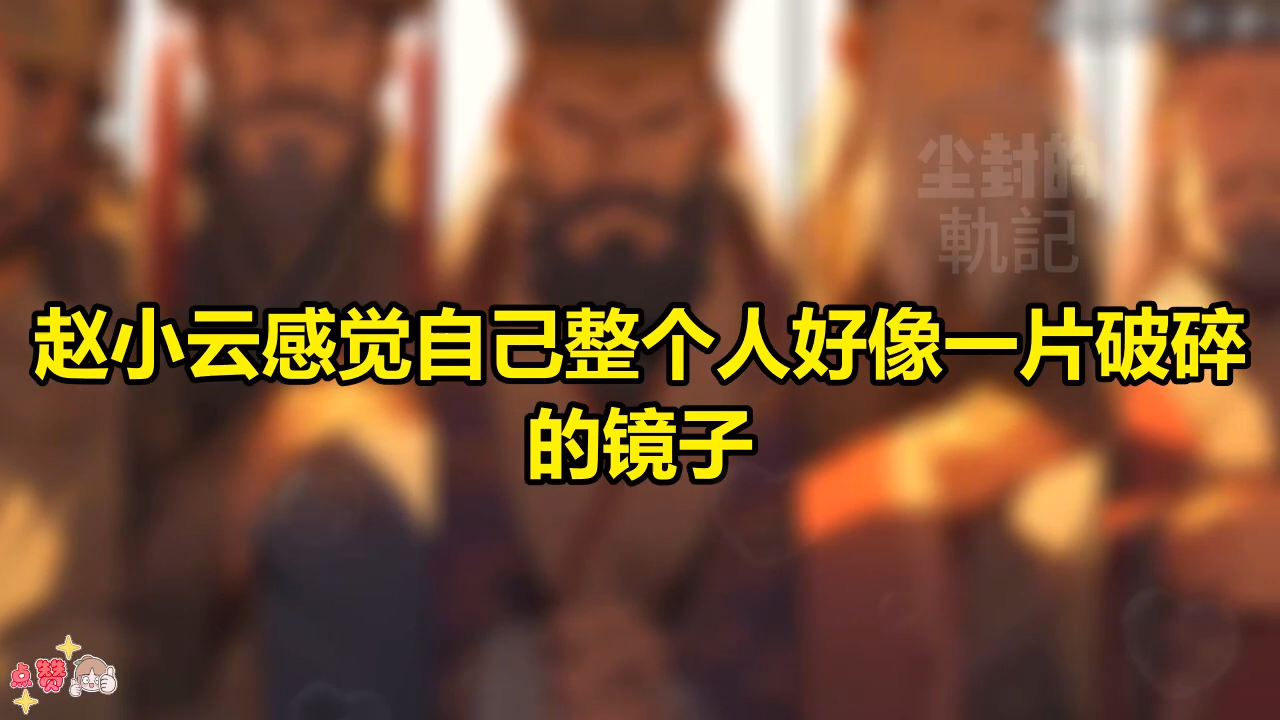 尘封的
軌記
赵小云感觉自己整个人好像一片破碎
的镜子
点赞